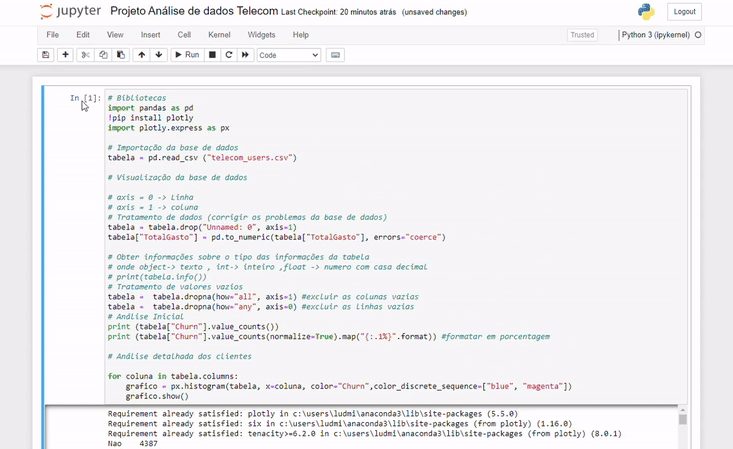 jupyter Projeto Análise de dados Telecom Last Checkpoint: 20 minutos atrás (unsaved changes) Logout
File Edit View Insert Cell Kernel Widgets Help Trusted Python 3 (ipykernel)
Run Code
In [1]: # Bibliotecas
import pandas as pd
!pip install plotly
import plotly.express as px
# Importação da base de dados
tabela = pd.read_csv ("telecom_users.csv")
# Visualização da base de dados
# axis = 0 -> Linha
# axis = 1 -> coluna
# Tratamento de dados (corrigir os problemas da base de dados)
tabela = tabela.drop("Unnamed: 0", axis=1)
tabela["TotalGasto"] = pd.to_numeric(tabela["TotalGasto"], errors="coerce")
# Obter informações sobre o tipo das informações da tabela
# onde object-> texto , int-> inteiro ,float -> numero com casa decimal
# print(tabela.info())
# Tratamento de valores vazios
tabela = tabela.dropna(how="all", axis=1) #excluir as colunas vazias
tabela = tabela.dropna(how="any", axis=0) #excluir as linhas vazias
# Análise Inicial
print (tabela["Churn"].value_counts())
print (tabela["Churn"].value_counts(normalize=True).map("{:.1%}".format)) #formatar em porcentagem
# Análise detalhada dos clientes
for coluna in tabela.columns:
grafico = px.histogram(tabela, x=coluna, color="Churn",color_discrete_sequence=["blue", "magenta"])
grafico.show()
Requirement already satisfied: plotly in c:\users\ludmi\anaconda3\lib\site-packages (5.5.0)
Requirement already satisfied: six in c:\users\ludmi\anaconda3\lib\site-packages (from plotly) (1.16.0)
Requirement already satisfied: tenacity>=6.2.0 in c:\users\ludmi\anaconda3\lib\site-packages (from plotly) (8.0.1)
Nao 4387